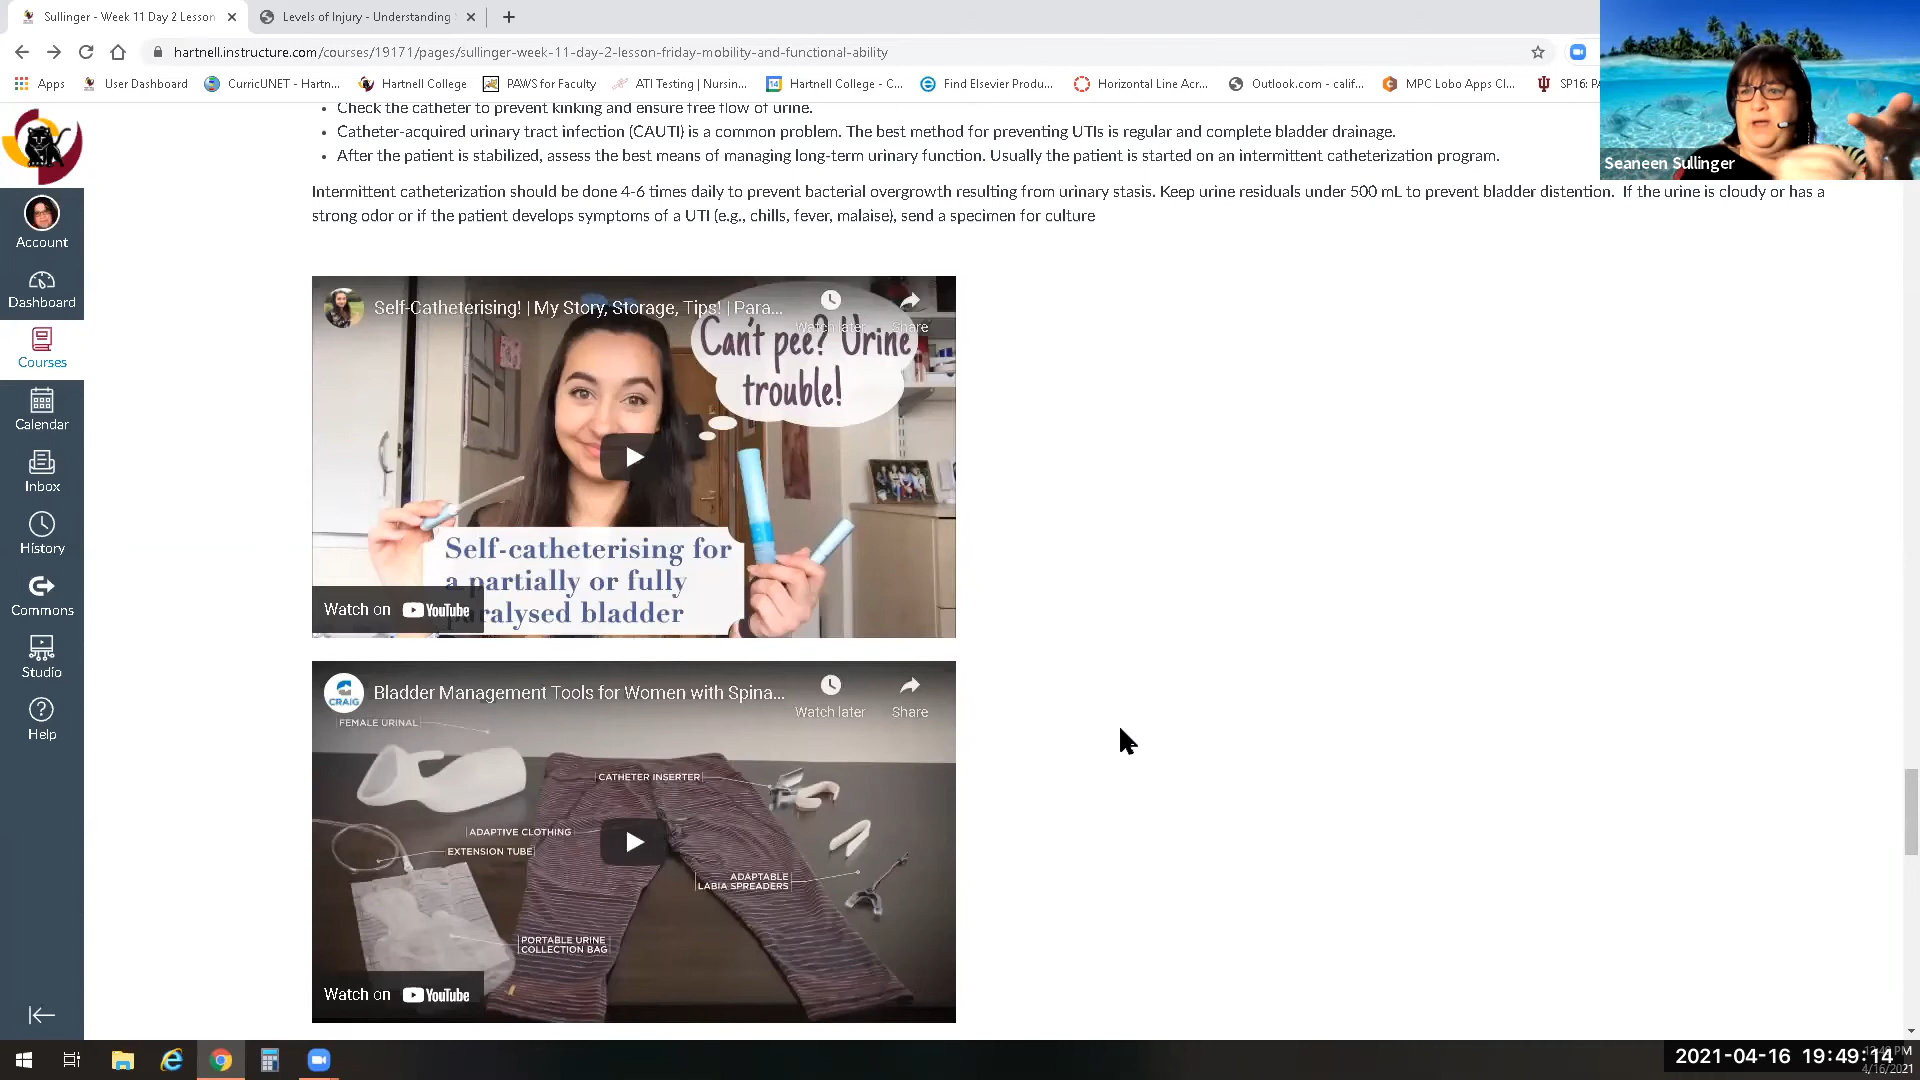 Sullinger - Week 11 Day 2 Lesson
Levels of Injury - Understanding
hartnell.instructure.com/courses/19171/pages/sullinger-week-11-day-2-lesson-friday-mobility-and-functional-ability
Apps
User Dashboard
CurricUNET - Hartn...
Hartnell College
PAWS for Faculty
ATI Testing | Nursin...
Hartnell College - C...
Find Elsevier Produ...
Horizontal Line Acr...
Outlook.com - calif...
MPC Lobo Apps Cl...
SP16:
Seaneen Sullinger
Account
Dashboard
Courses
Calendar
Inbox
History
Commons
Studio
Help
• Check the catheter to prevent kinking and ensure free flow of urine.
• Catheter-acquired urinary tract infection (CAUTI) is a common problem. The best method for preventing UTIs is regular and complete bladder drainage.
• After the patient is stabilized, assess the best means of managing long-term urinary function. Usually the patient is started on an intermittent catheterization program.
Intermittent catheterization should be done 4-6 times daily to prevent bacterial overgrowth resulting from urinary stasis. Keep urine residuals under 500 mL to prevent bladder distention. If the urine is cloudy or has a
strong odor or if the patient develops symptoms of a UTI (e.g., chills, fever, malaise), send a specimen for culture
Self-Catheterising! | My Story, Storage, Tips! | Para...
Watch later
Share
Can't pee? Urine
trouble!
Self-catheterising for
a partially or fully
paralysed bladder
Watch on YouTube
CRAIG
Bladder Management Tools for Women with Spina...
Watch later
Share
FEMALE URINAL
CATHETER INSERTER
ADAPTIVE CLOTHING
EXTENSION TUBE
ADAPTABLE
LABIA SPREADERS
PORTABLE URINE
COLLECTION BAG
Watch on YouTube
2021-04-16 19:49:14
4/16/2021